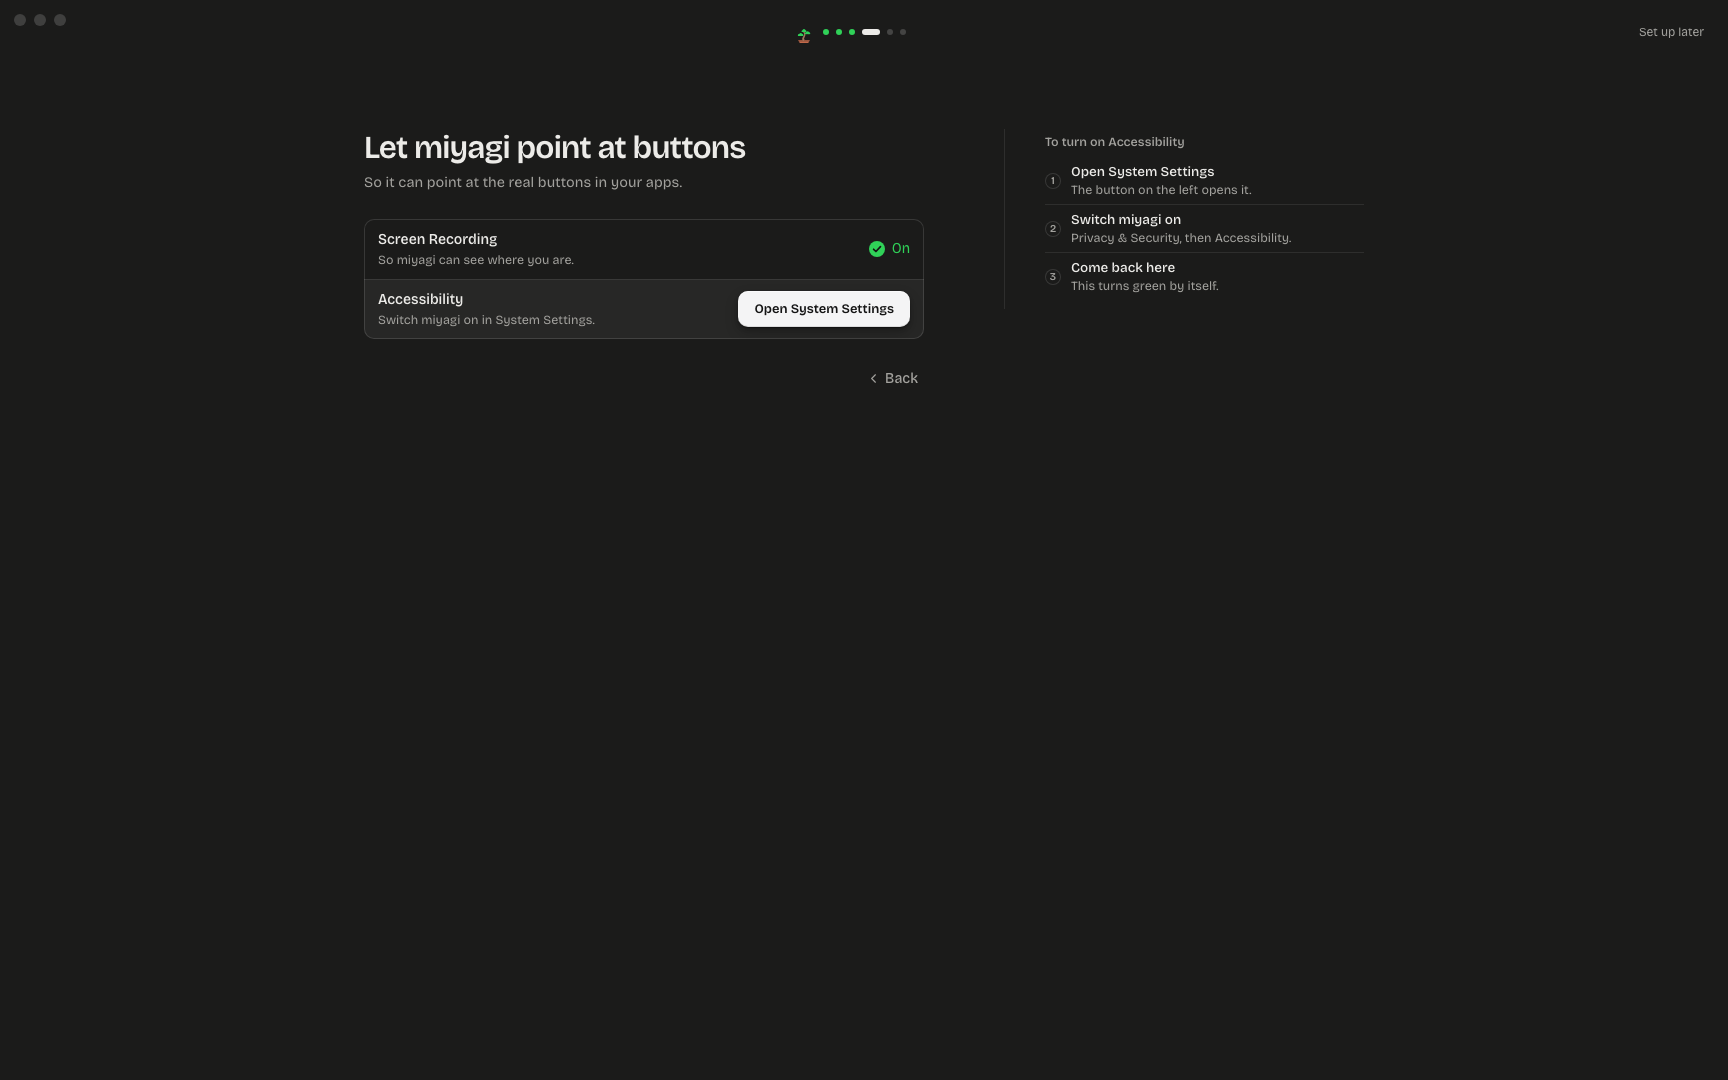 Set up later
Let miyagi point at buttons
So it can point at the real buttons in your apps.
Screen Recording
So miyagi can see where you are.
On
Accessibility
Switch miyagi on in System Settings.
Open System Settings
Back
To turn on Accessibility
1
Open System Settings
The button on the left opens it.
2
Switch miyagi on
Privacy & Security, then Accessibility.
3
Come back here
This turns green by itself.